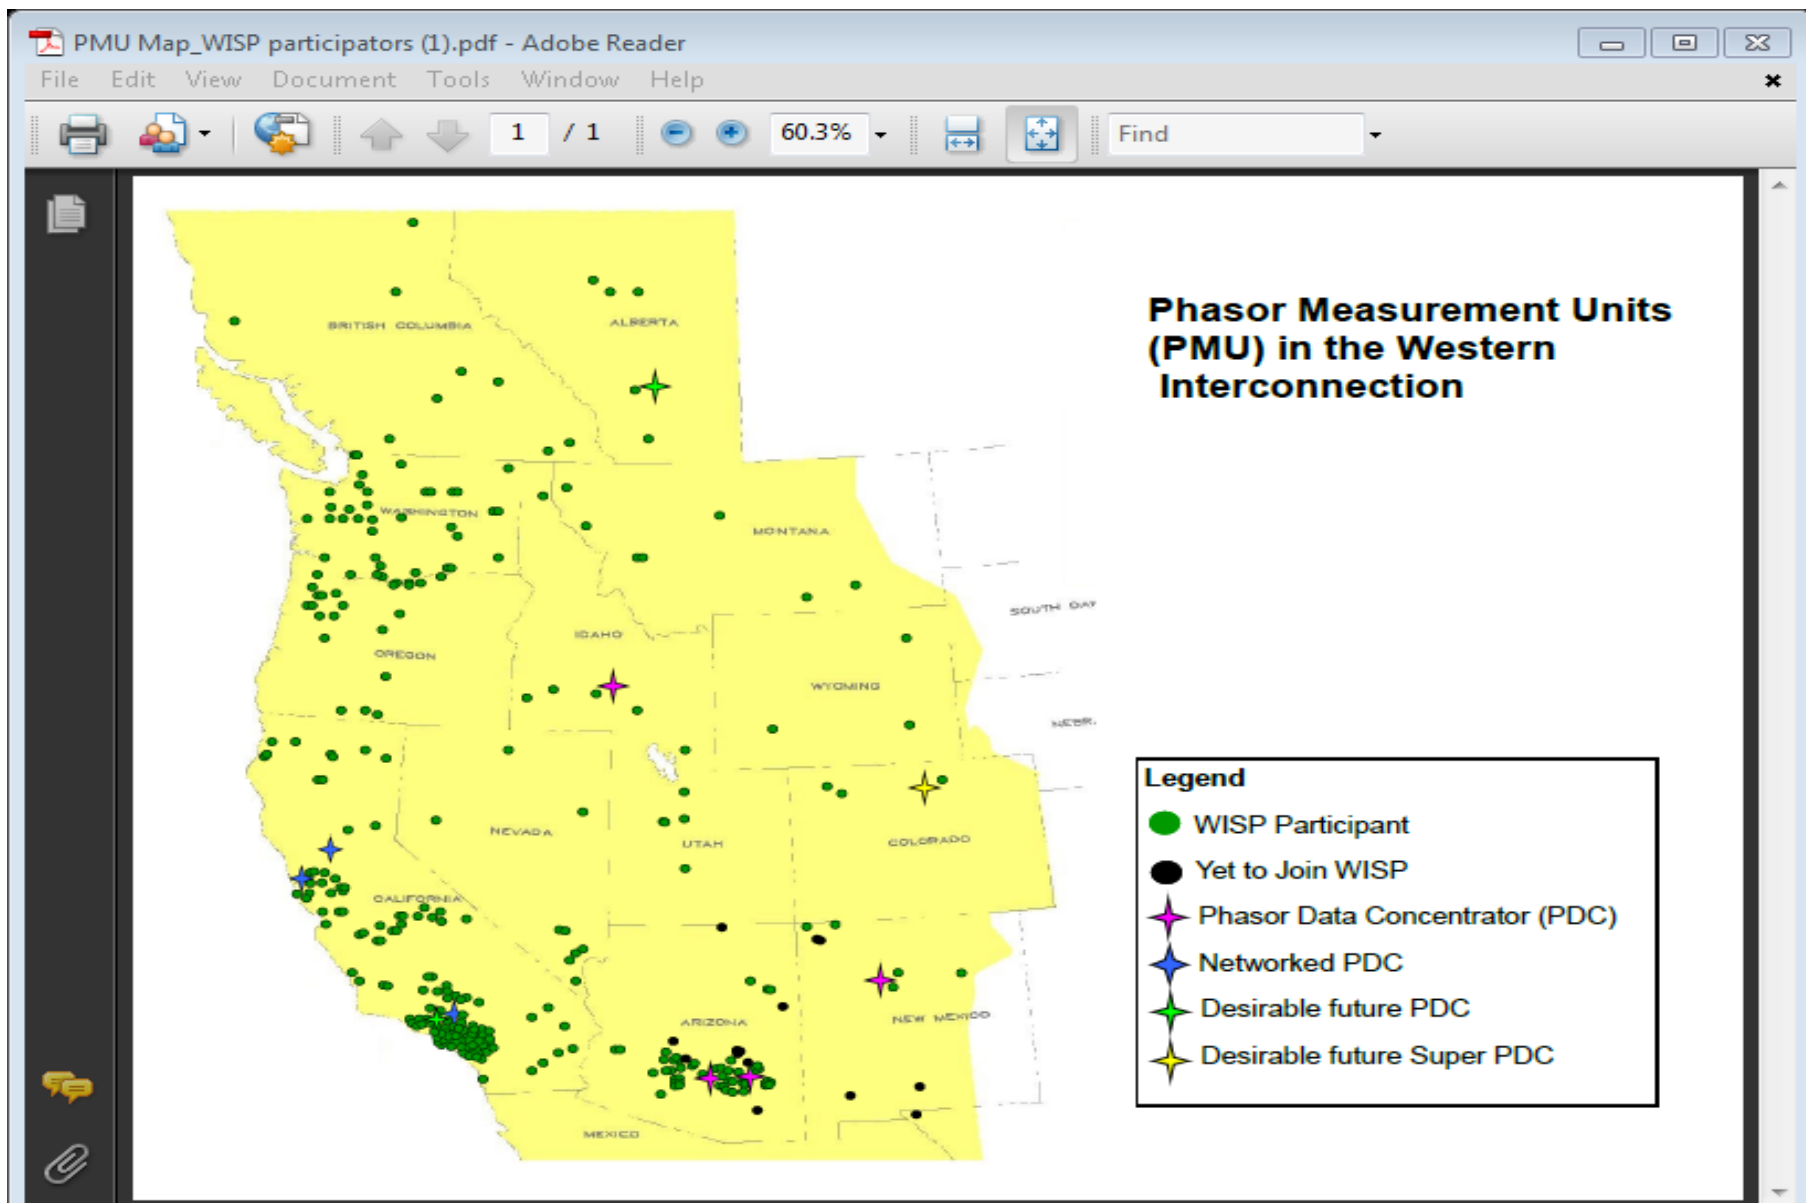 PMU Map_WISP participators (1).pdf - Adobe Reader
File Edit View Document Tools Window Help
1 / 1 60.3% Find
Phasor Measurement Units
(PMU) in the Western
Interconnection
BRITISH COLUMBIA
ALBERTA
WASHINGTON
MONTANA
SOUTH DAK
IDAHO
OREGON
WYOMING
NEBR.
NEVADA
UTAH
COLORADO
CALIFORNIA
ARIZONA
NEW MEXICO
MEXICO
Legend
WISP Participant
Yet to Join WISP
Phasor Data Concentrator (PDC)
Networked PDC
Desirable future PDC
Desirable future Super PDC